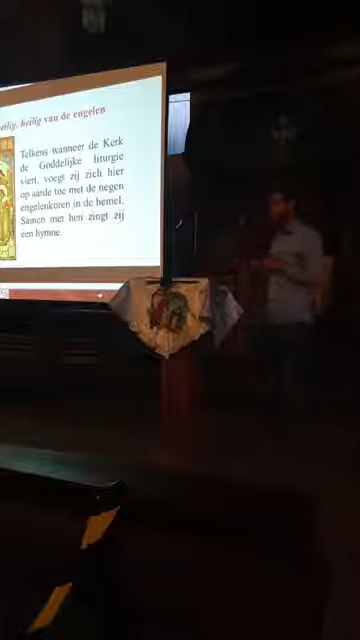 eilig, heilig van de engelen
Telkens wanneer de Kerk
de Goddelijke liturgie
viert, voegt zij zich hier
op aarde toe met de negen
engelenkoren in de hemel.
Samen met hen zingt zij
een hymne.